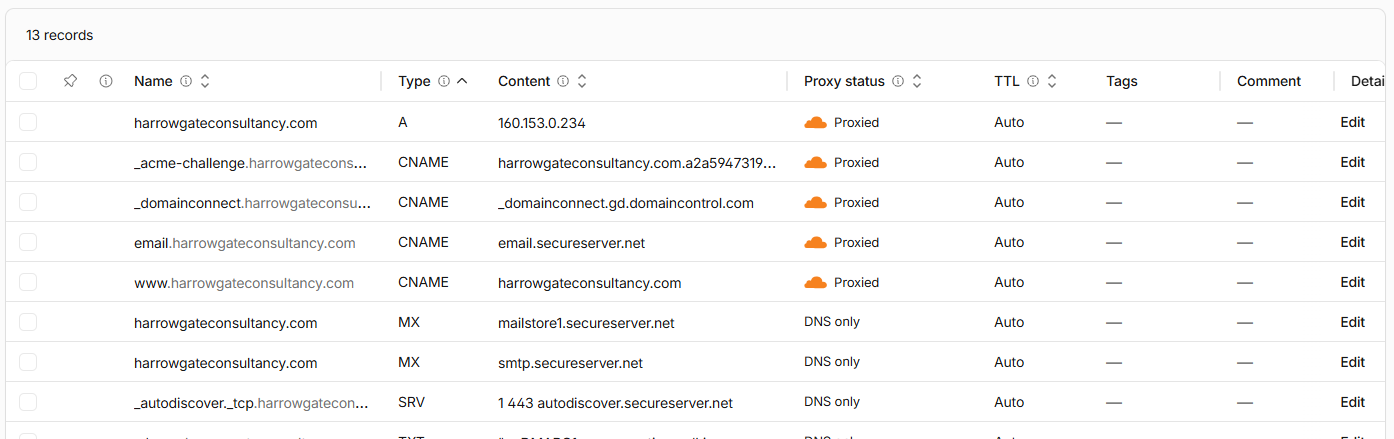 13 records
Name Type Content Proxy status TTL Tags Comment Detai
harrowgateconsultancy.com A 160.153.0.234 Proxied Auto — — Edit
_acme-challenge.harrowgatecons... CNAME harrowgateconsultancy.com.a2a5947319... Proxied Auto — — Edit
_domainconnect.harrowgateconsu... CNAME _domainconnect.gd.domaincontrol.com Proxied Auto — — Edit
email.harrowgateconsultancy.com CNAME email.secureserver.net Proxied Auto — — Edit
www.harrowgateconsultancy.com CNAME harrowgateconsultancy.com Proxied Auto — — Edit
harrowgateconsultancy.com MX mailstore1.secureserver.net DNS only Auto — — Edit
harrowgateconsultancy.com MX smtp.secureserver.net DNS only Auto — — Edit
_autodiscover._tcp.harrowgatecon... SRV 1 443 autodiscover.secureserver.net DNS only Auto — — Edit